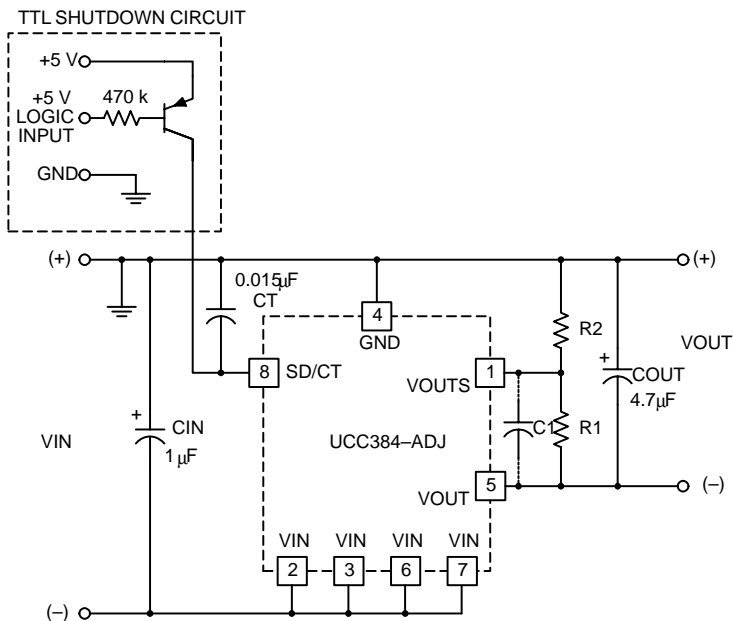 TTL SHUTDOWN CIRCUIT
+5 V
+5 V
LOGIC
INPUT
470 k
GND
(+)
(+)
0.015µF
CT
4
GND
R2
VOUT
8
SD/CT
1
VOUTS
+
COUT
4.7µF
+
CIN
1 µF
VIN
UCC384–ADJ
C1
R1
5
VOUT
(–)
VIN
VIN
VIN
VIN
2
3
6
7
(–)